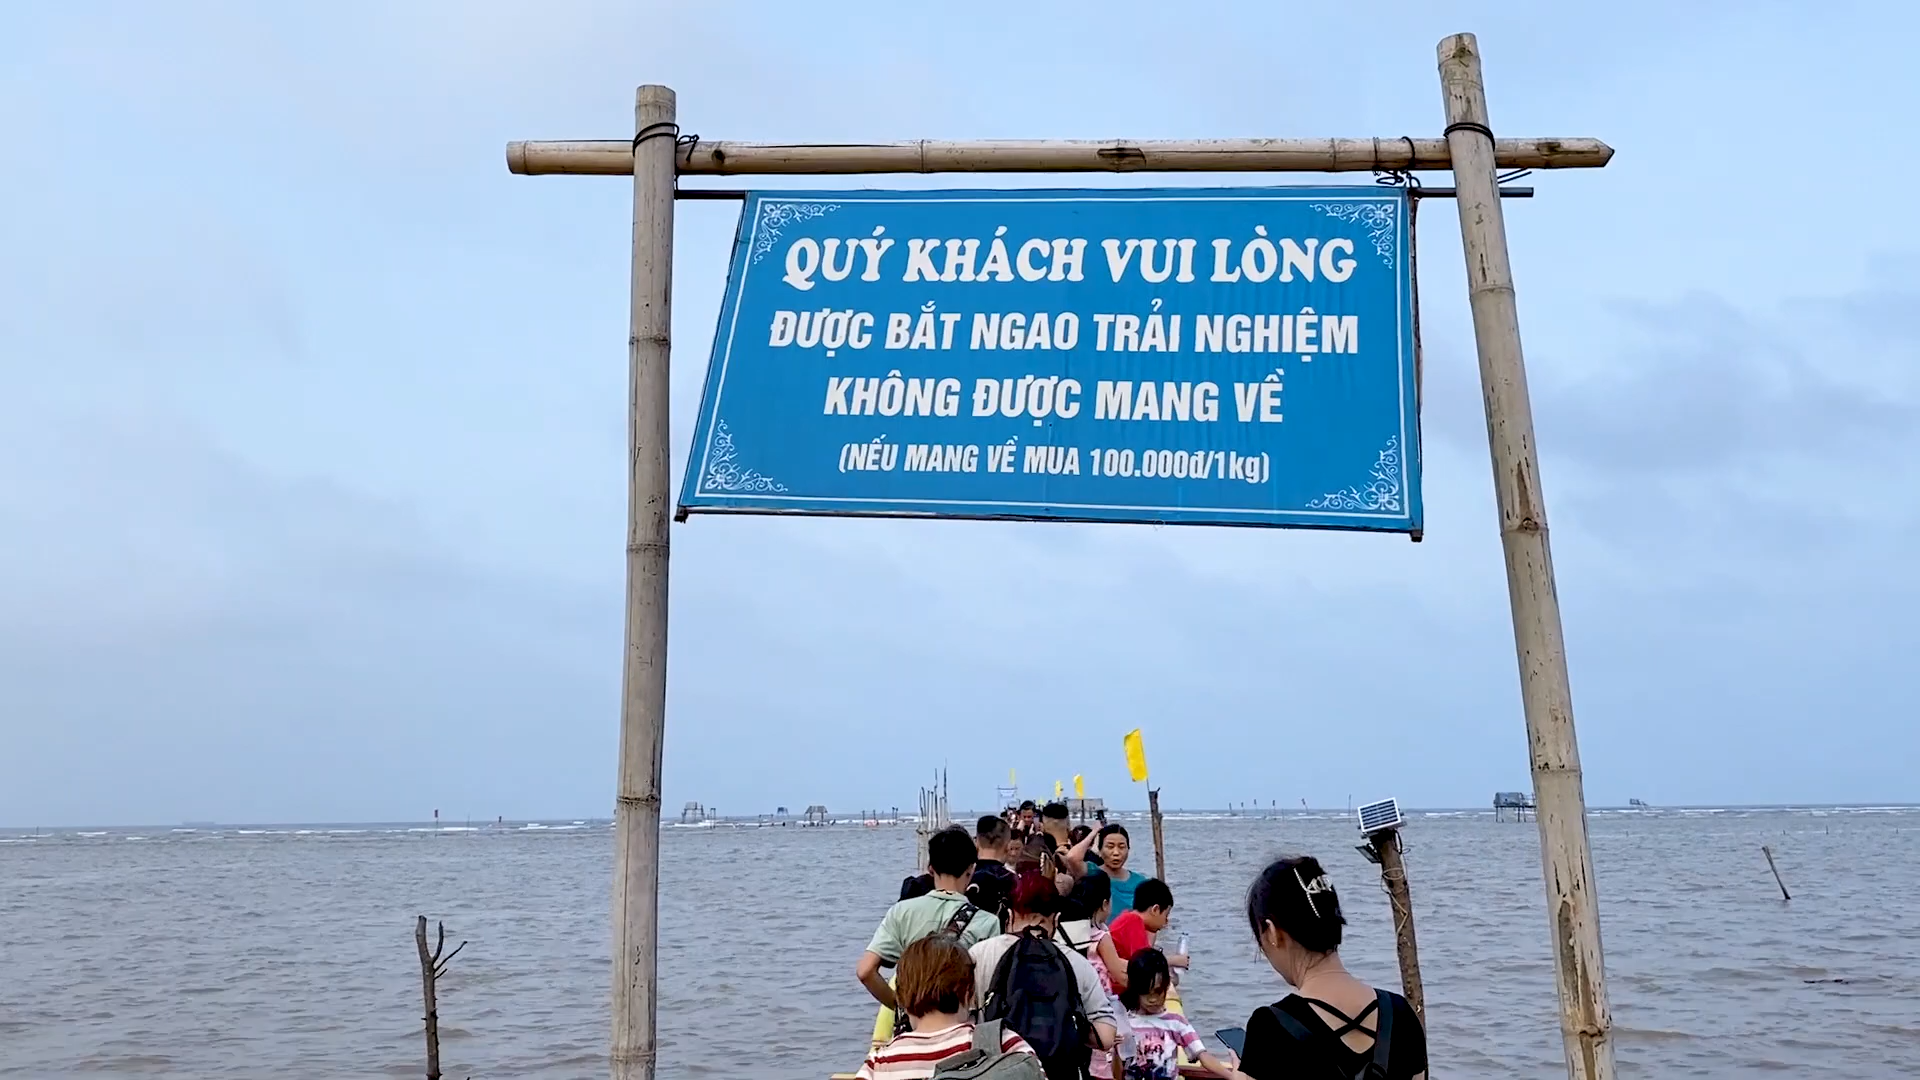 QUÝ KHÁCH VUI LÒNG
ĐƯỢC BẮT NGAO TRẢI NGHIỆM
KHÔNG ĐƯỢC MANG VỀ
(NẾU MANG VỀ MUA 100.000đ/1kg)